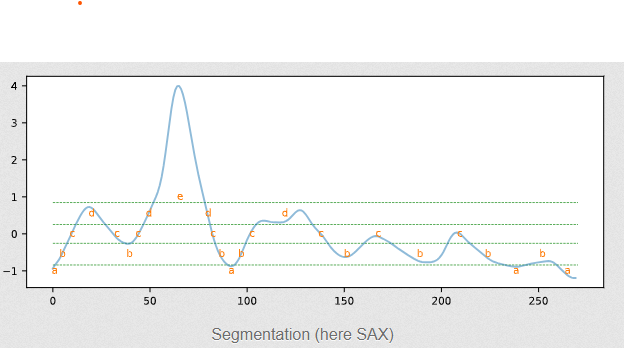 4
3
2
1 e
d d d d
0 c c c c c c c c
b b b b b b b b
−1 a a a a
0 50 100 150 200 250
Segmentation (here SAX)